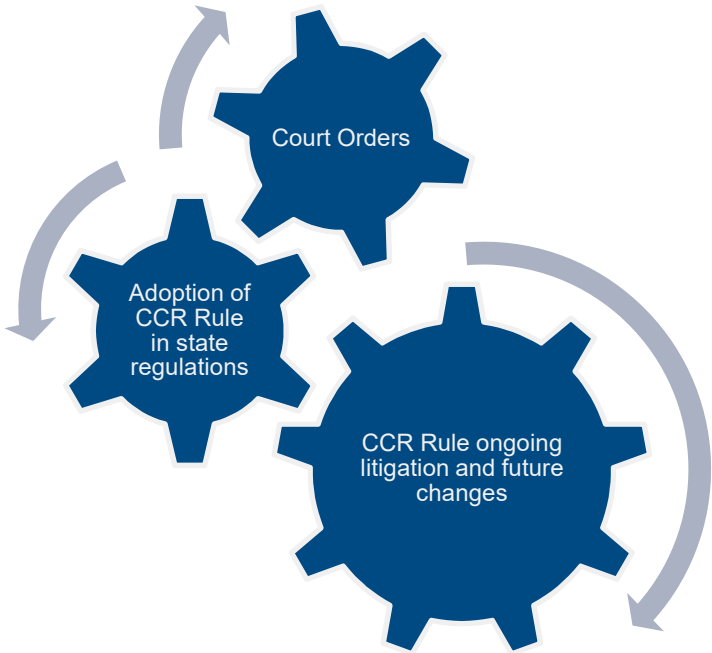 Court Orders
Adoption of
CCR Rule
in state
regulations
CCR Rule ongoing
litigation and future
changes